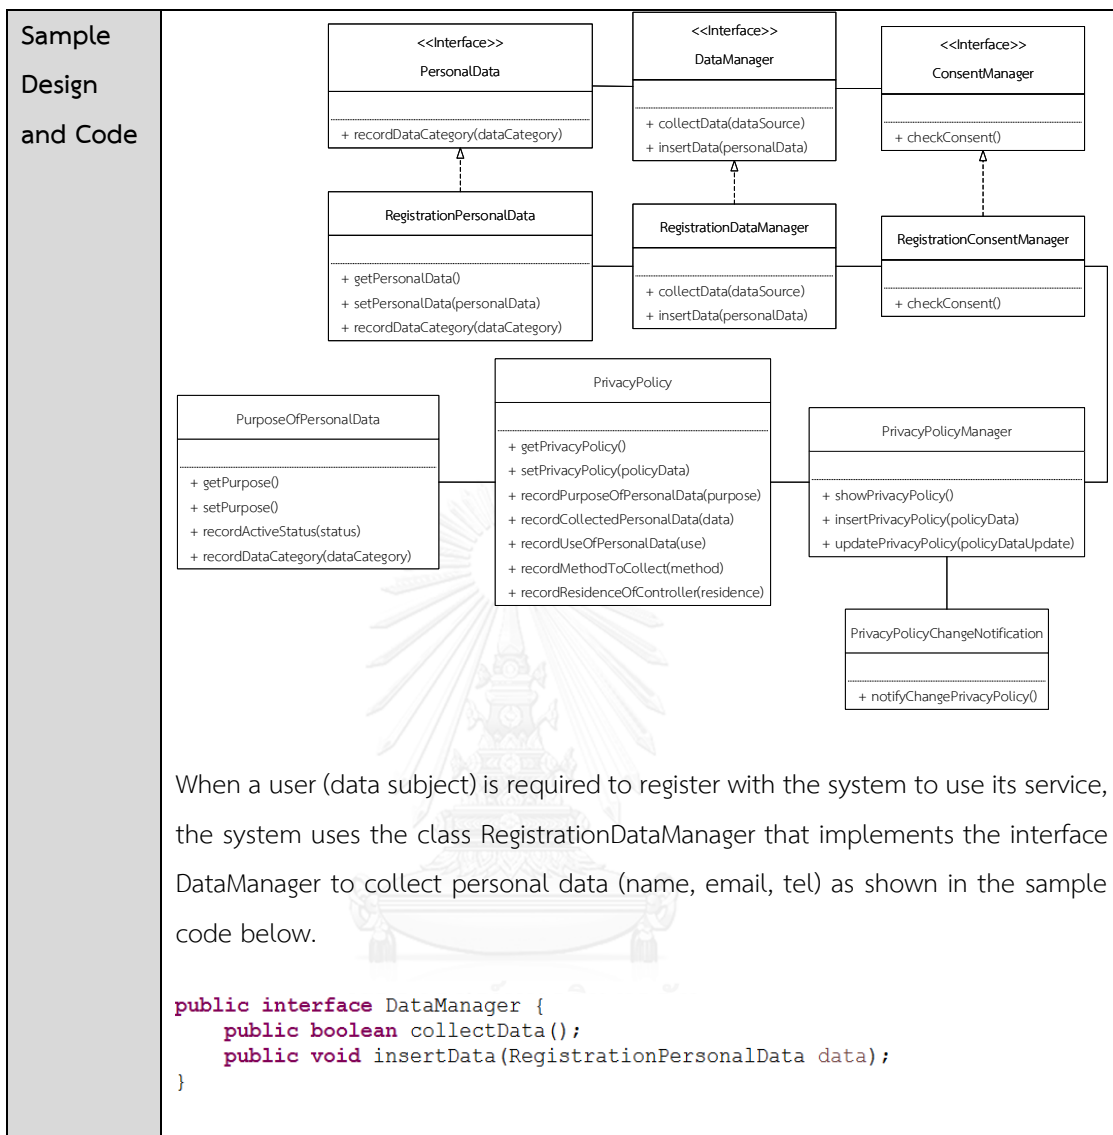 Sample
Design
and Code
<<Interface>>
PersonalData
+ recordDataCategory(dataCategory)
<<Interface>>
DataManager
+ collectData(dataSource)
+ insertData(personalData)
<<Interface>>
ConsentManager
+ checkConsent()
RegistrationPersonalData
+ getPersonalData()
+ setPersonalData(personalData)
+ recordDataCategory(dataCategory)
RegistrationDataManager
+ collectData(dataSource)
+ insertData(personalData)
RegistrationConsentManager
+ checkConsent()
PurposeOfPersonalData
+ getPurpose()
+ setPurpose()
+ recordActiveStatus(status)
+ recordDataCategory(dataCategory)
PrivacyPolicy
+ getPrivacyPolicy()
+ setPrivacyPolicy(policyData)
+ recordPurposeOfPersonalData(purpose)
+ recordCollectedPersonalData(data)
+ recordUseOfPersonalData(use)
+ recordMethodToCollect(method)
+ recordResidenceOfController(residence)
PrivacyPolicyManager
+ showPrivacyPolicy()
+ insertPrivacyPolicy(policyData)
+ updatePrivacyPolicy(policyDataUpdate)
PrivacyPolicyChangeNotification
+ notifyChangePrivacyPolicy()
When a user (data subject) is required to register with the system to use its service,
the system uses the class RegistrationDataManager that implements the interface
DataManager to collect personal data (name, email, tel) as shown in the sample
code below.
public interface DataManager {
    public boolean collectData();
    public void insertData(RegistrationPersonalData data);
}